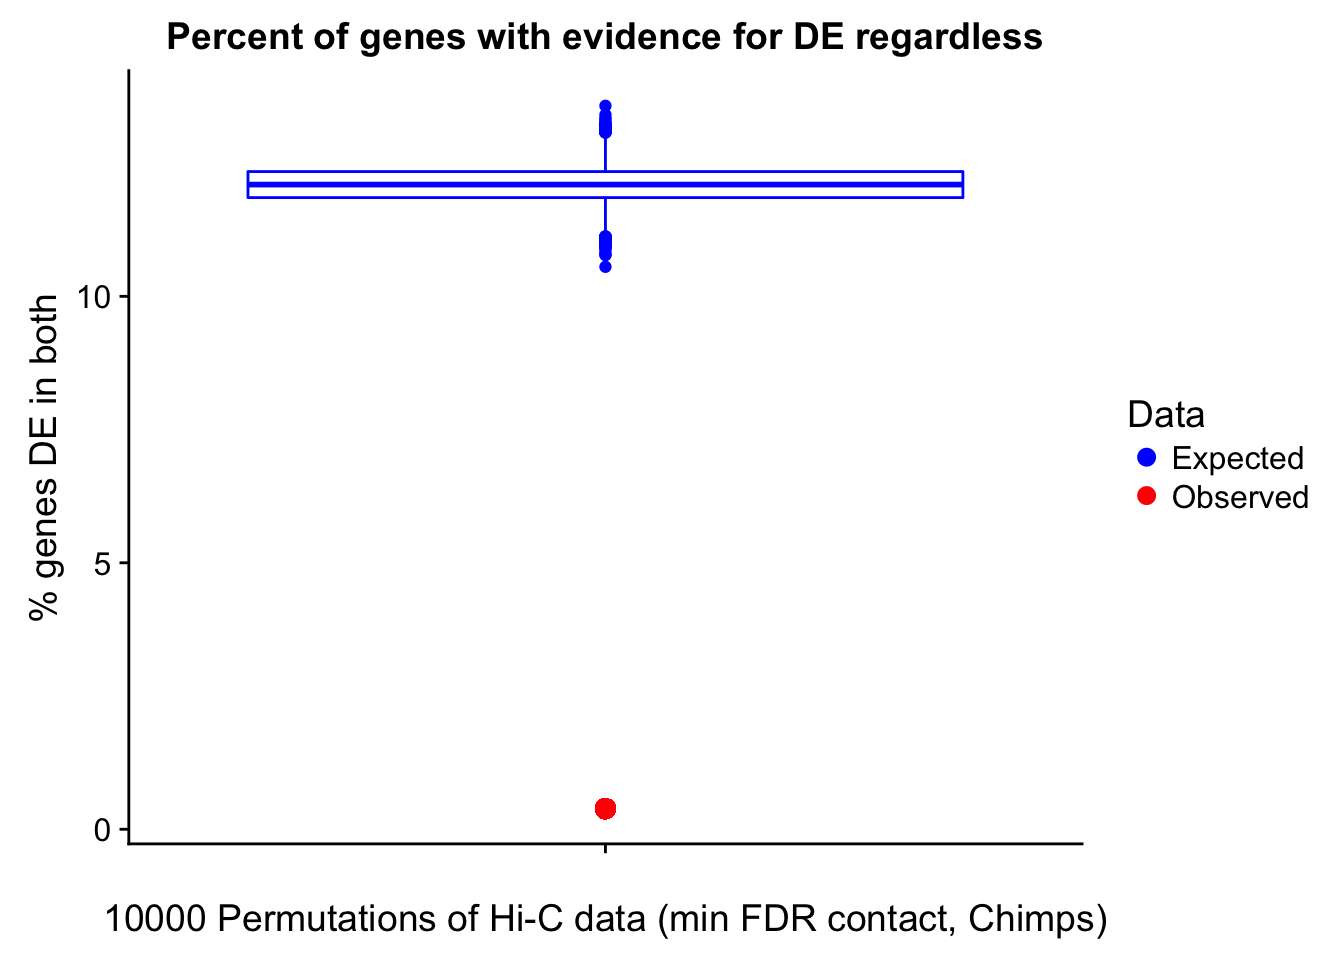 Percent of genes with evidence for DE regardless
% genes DE in both
10
5
0
10000 Permutations of Hi-C data (min FDR contact, Chimps)
Data
Expected
Observed